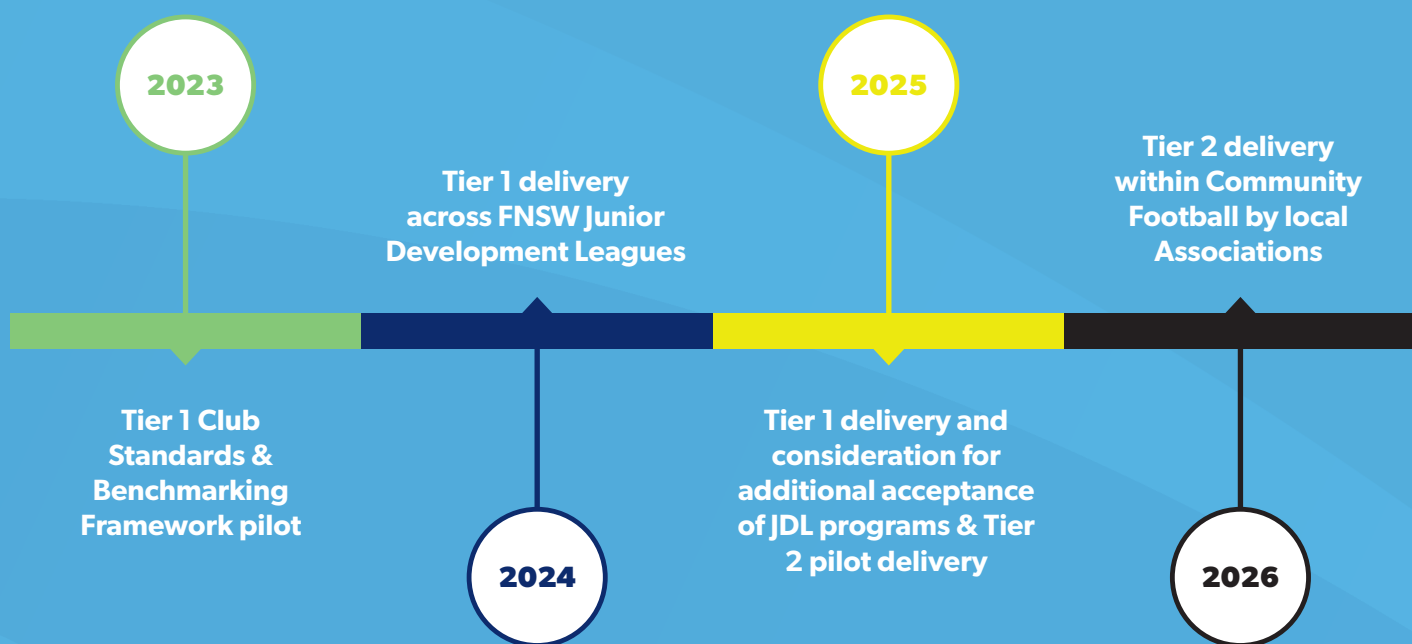 2023
Tier 1 Club
Standards &
Benchmarking
Framework pilot
Tier 1 delivery
across FNSW Junior
Development Leagues
2024
2025
Tier 1 delivery and
consideration for
additional acceptance
of JDL programs & Tier
2 pilot delivery
Tier 2 delivery
within Community
Football by local
Associations
2026